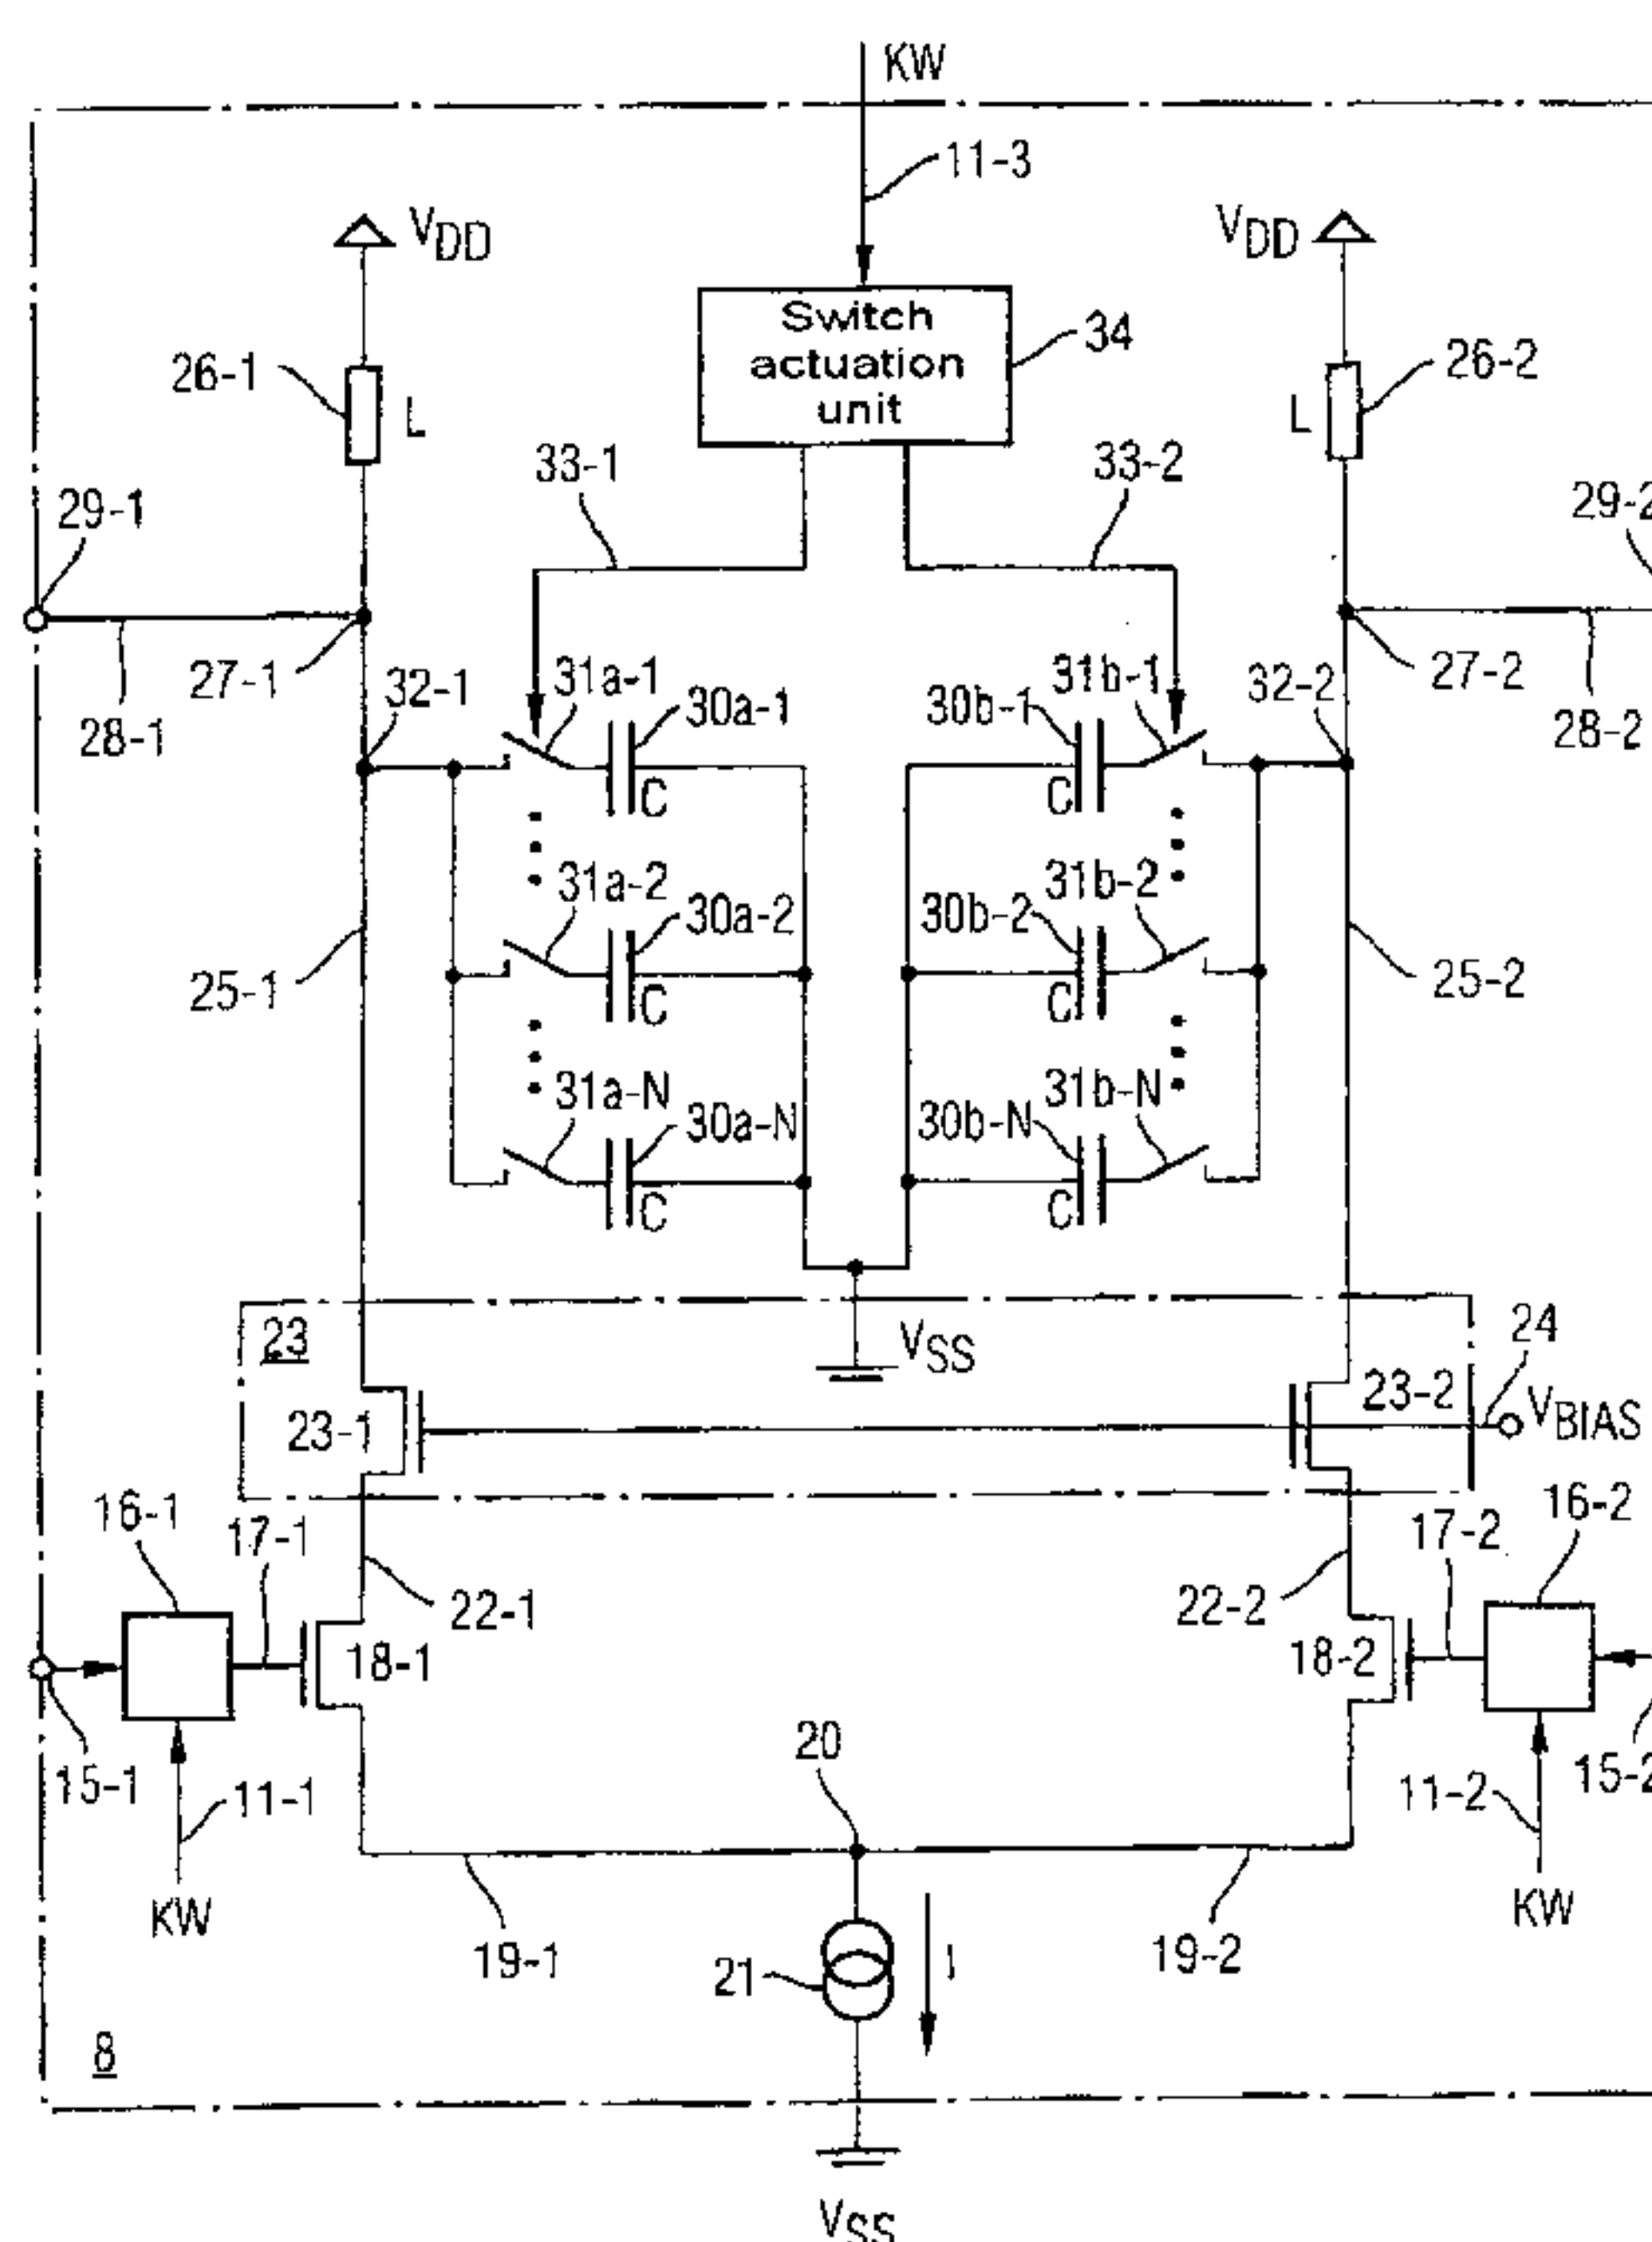 KW
11-3
VDD
VDD
Switch
actuation
unit
34
26-1
L
L
26-2
33-1
33-2
29-1
29-2
27-1
28-1
32-1
31a-1
30a-1
C
30b-1
C
31b-1
32-2
27-2
28-2
31a-2
30a-2
C
30b-2
C
31b-2
25-1
25-2
31a-N
30a-N
C
30b-N
C
31b-N
23
VSS
24
23-1
23-2
VBIAS
16-1
17-1
17-2
16-2
22-1
22-2
18-1
18-2
15-1
11-1
20
11-2
15-2
KW
KW
19-1
21
I
19-2
8
VSS